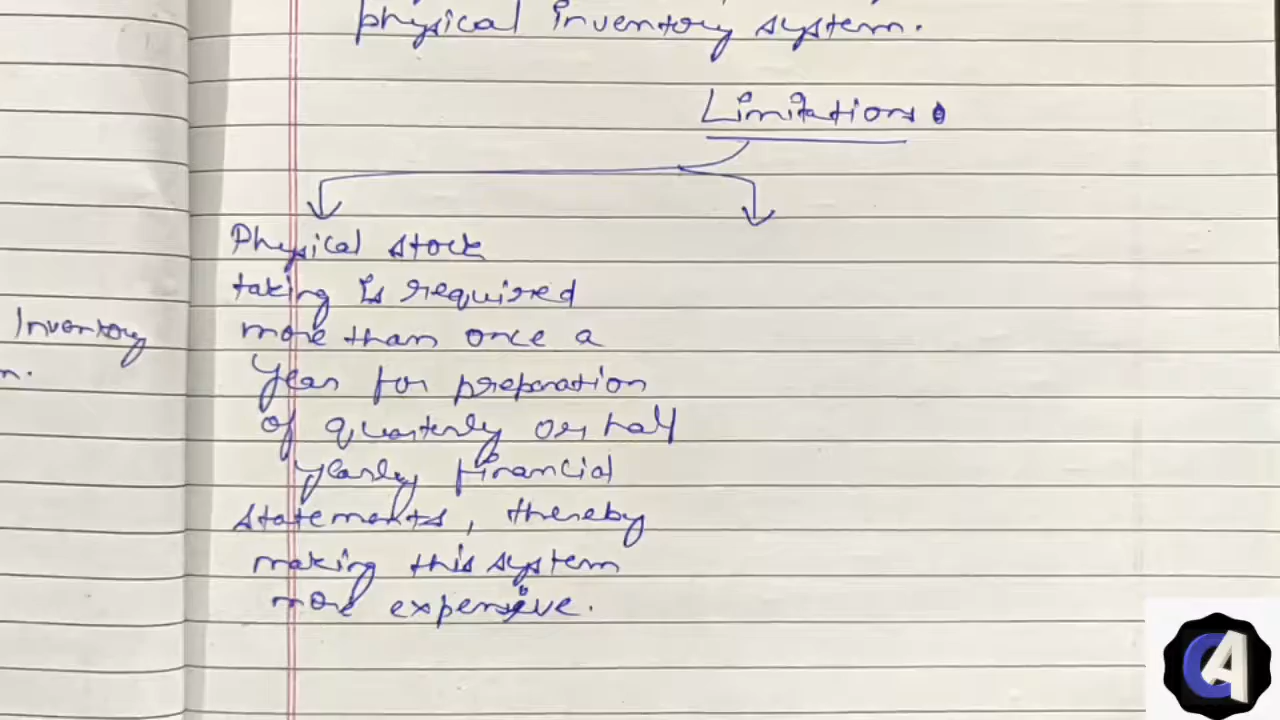 physical inventory system.
Limitations
Inventory
n.
Physical stock
taking is required
more than once a
year for preparation
of quarterly or half
yearly financial
statements, thereby
making this system
more expensive.
CA